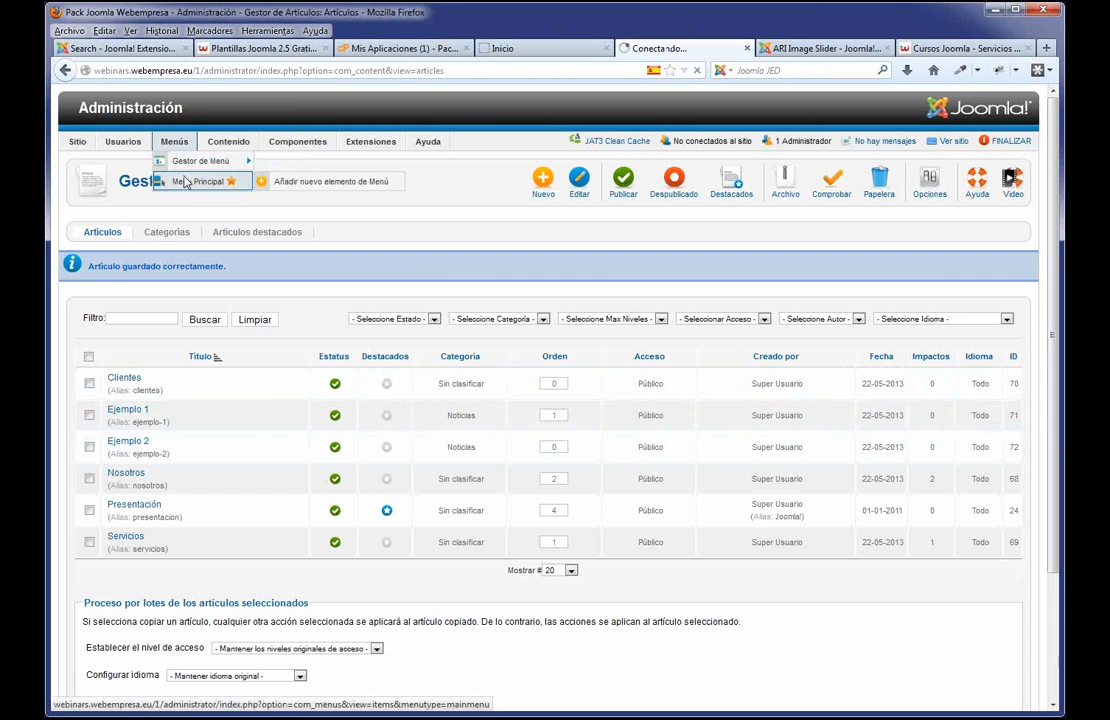 Pack Joomla Webempresa - Administración - Gestor de Artículos: Artículos - Mozilla Firefox
Archivo Editar Ver Historial Marcadores Herramientas Ayuda
Search - Joomla! Extensio... Plantillas Joomla 2.5 Grati... Mis Aplicaciones (1) - Pac... Inicio Conectando... ARI Image Slider - Joomla!... Cursos Joomla - Servicios ...
webinars.webempresa.eu/1/administrator/index.php?option=com_content&view=articles Joomla JED
Administración Joomla!
Sitio Usuarios Menús Contenido Componentes Extensiones Ayuda JAT3 Clean Cache No conectados al sitio 1 Administrador No hay mensajes Ver sitio FINALIZAR
Gestor de Menú
Gest Principal Añadir nuevo elemento de Menú
Nuevo Editar Publicar Despublicado Destacados Archivo Comprobar Papelera Opciones Ayuda Video
Artículos Categorías Artículos destacados
Artículo guardado correctamente.
Filtro: Buscar Limpiar - Seleccione Estado - - Seleccione Categoría - - Seleccione Max Niveles - - Seleccionar Acceso - - Seleccione Autor - - Seleccione Idioma -
Título Estatus Destacados Categoría Orden Acceso Creado por Fecha Impactos Idioma ID
Clientes
(Alias: clientes) Sin clasificar 0 Público Super Usuario 22-05-2013 0 Todo 70
Ejemplo 1
(Alias: ejemplo-1) Noticias 1 Público Super Usuario 22-05-2013 0 Todo 71
Ejemplo 2
(Alias: ejemplo-2) Noticias 0 Público Super Usuario 22-05-2013 0 Todo 72
Nosotros
(Alias: nosotros) Sin clasificar 2 Público Super Usuario 22-05-2013 2 Todo 68
Presentación Super Usuario
(Alias: presentacion) Sin clasificar 4 Público (Alias: Joomla!) 01-01-2011 0 Todo 24
Servicios
(Alias: servicios) Sin clasificar 1 Público Super Usuario 22-05-2013 1 Todo 69
Mostrar # 20
Proceso por lotes de los artículos seleccionados
Si selecciona copiar un artículo, cualquier otra acción seleccionada se aplicará al artículo copiado. De lo contrario, las acciones se aplican al artículo seleccionado.
Establecer el nivel de acceso - Mantener los niveles originales de acceso -
Configurar idioma - Mantener idioma original -
webinars.webempresa.eu/1/administrator/index.php?option=com_menus&view=items&menutype=mainmenu